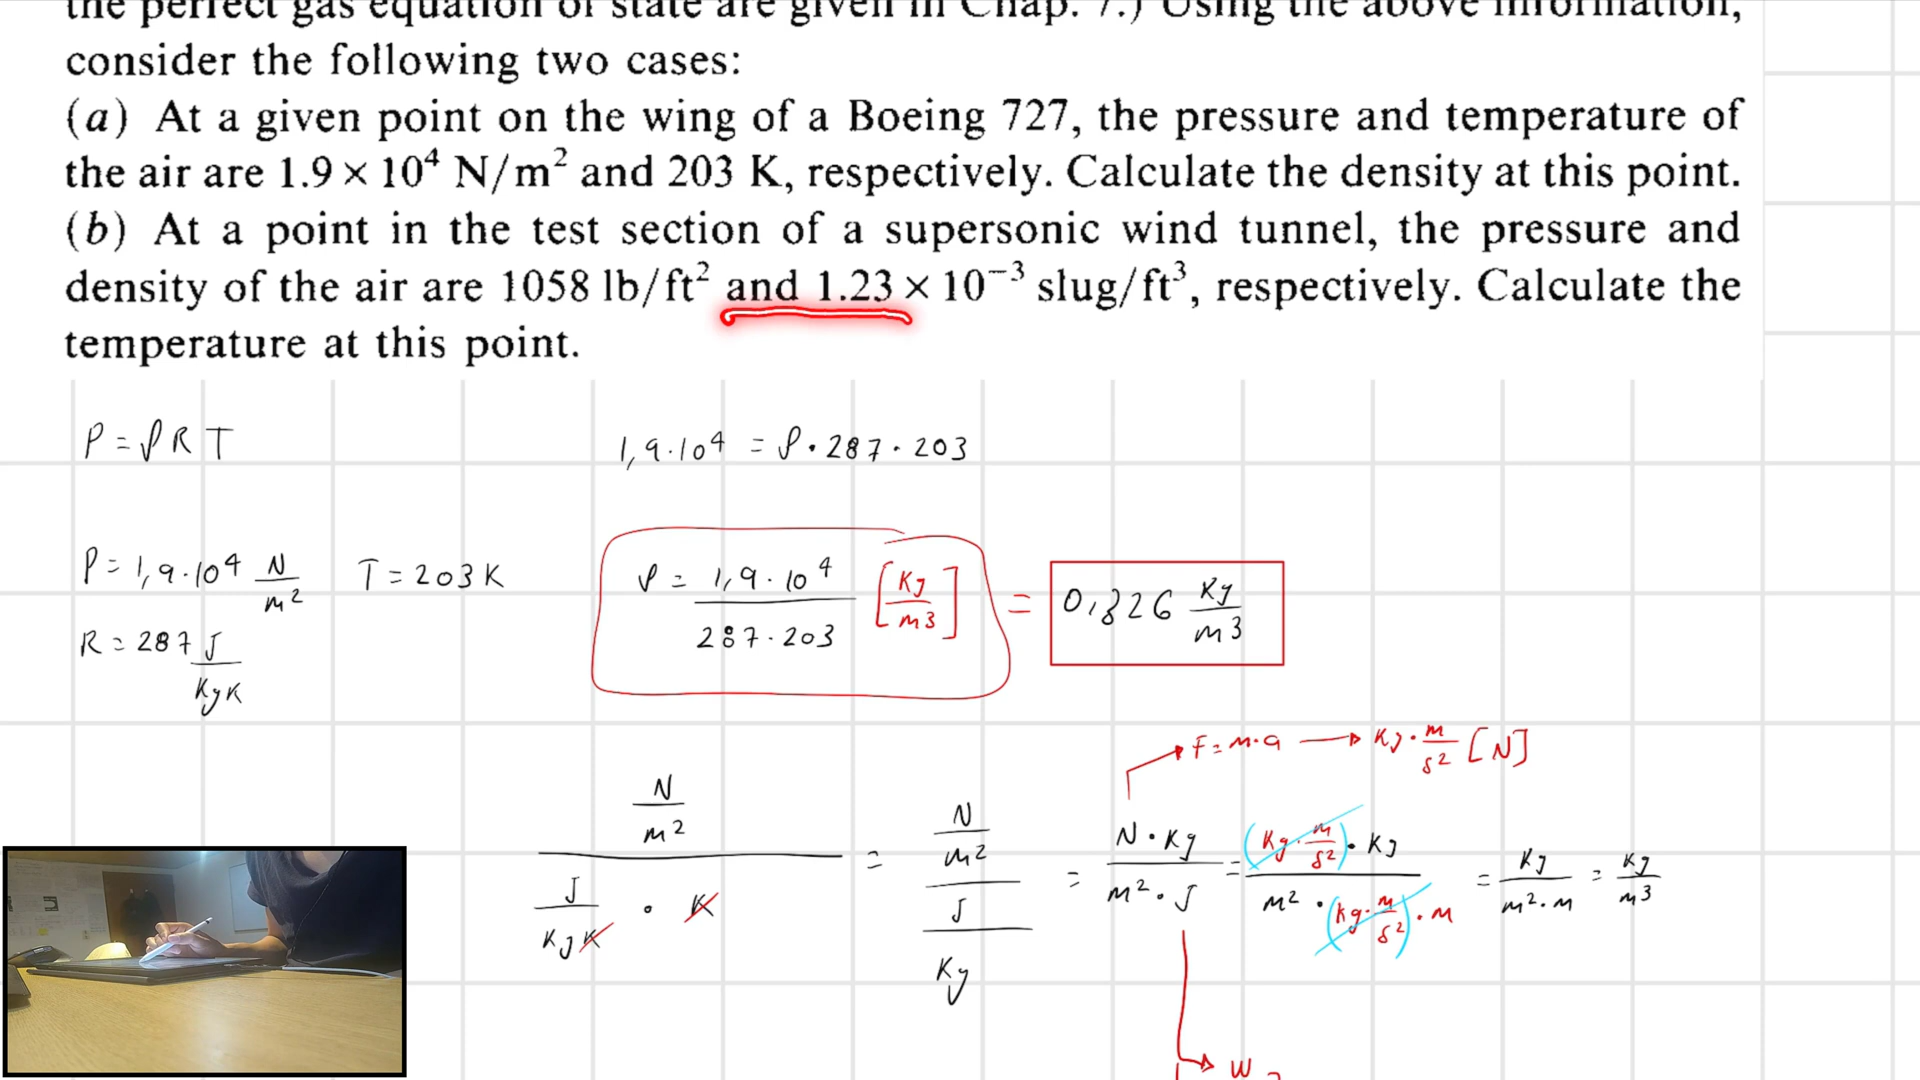 the perfect gas equation of state are given in Chap. 7.) Using the above information,
consider the following two cases:
(a) At a given point on the wing of a Boeing 727, the pressure and temperature of
the air are 1.9 × 10⁴ N/m² and 203 K, respectively. Calculate the density at this point.
(b) At a point in the test section of a supersonic wind tunnel, the pressure and
density of the air are 1058 lb/ft² and 1.23 × 10⁻³ slug/ft³, respectively. Calculate the
temperature at this point.
P = ρ R T
1,9·10⁴ = ρ·287·203
P = 1,9·10⁴ N/m² T = 203 K
R = 287 J/KgK
ρ = 1,9·10⁴ / 287·203 [Kg/m3] = 0,326 Kg/m3
F = m·a → Kg·m/s² [N]
N/m² / J/KgK · K = N/m² / J/Kg = N·Kg / m²·J = (Kg·m/s²)·Kg / m²·(kg·m/s²)·m = Kg / m²·m = Kg / m3
W